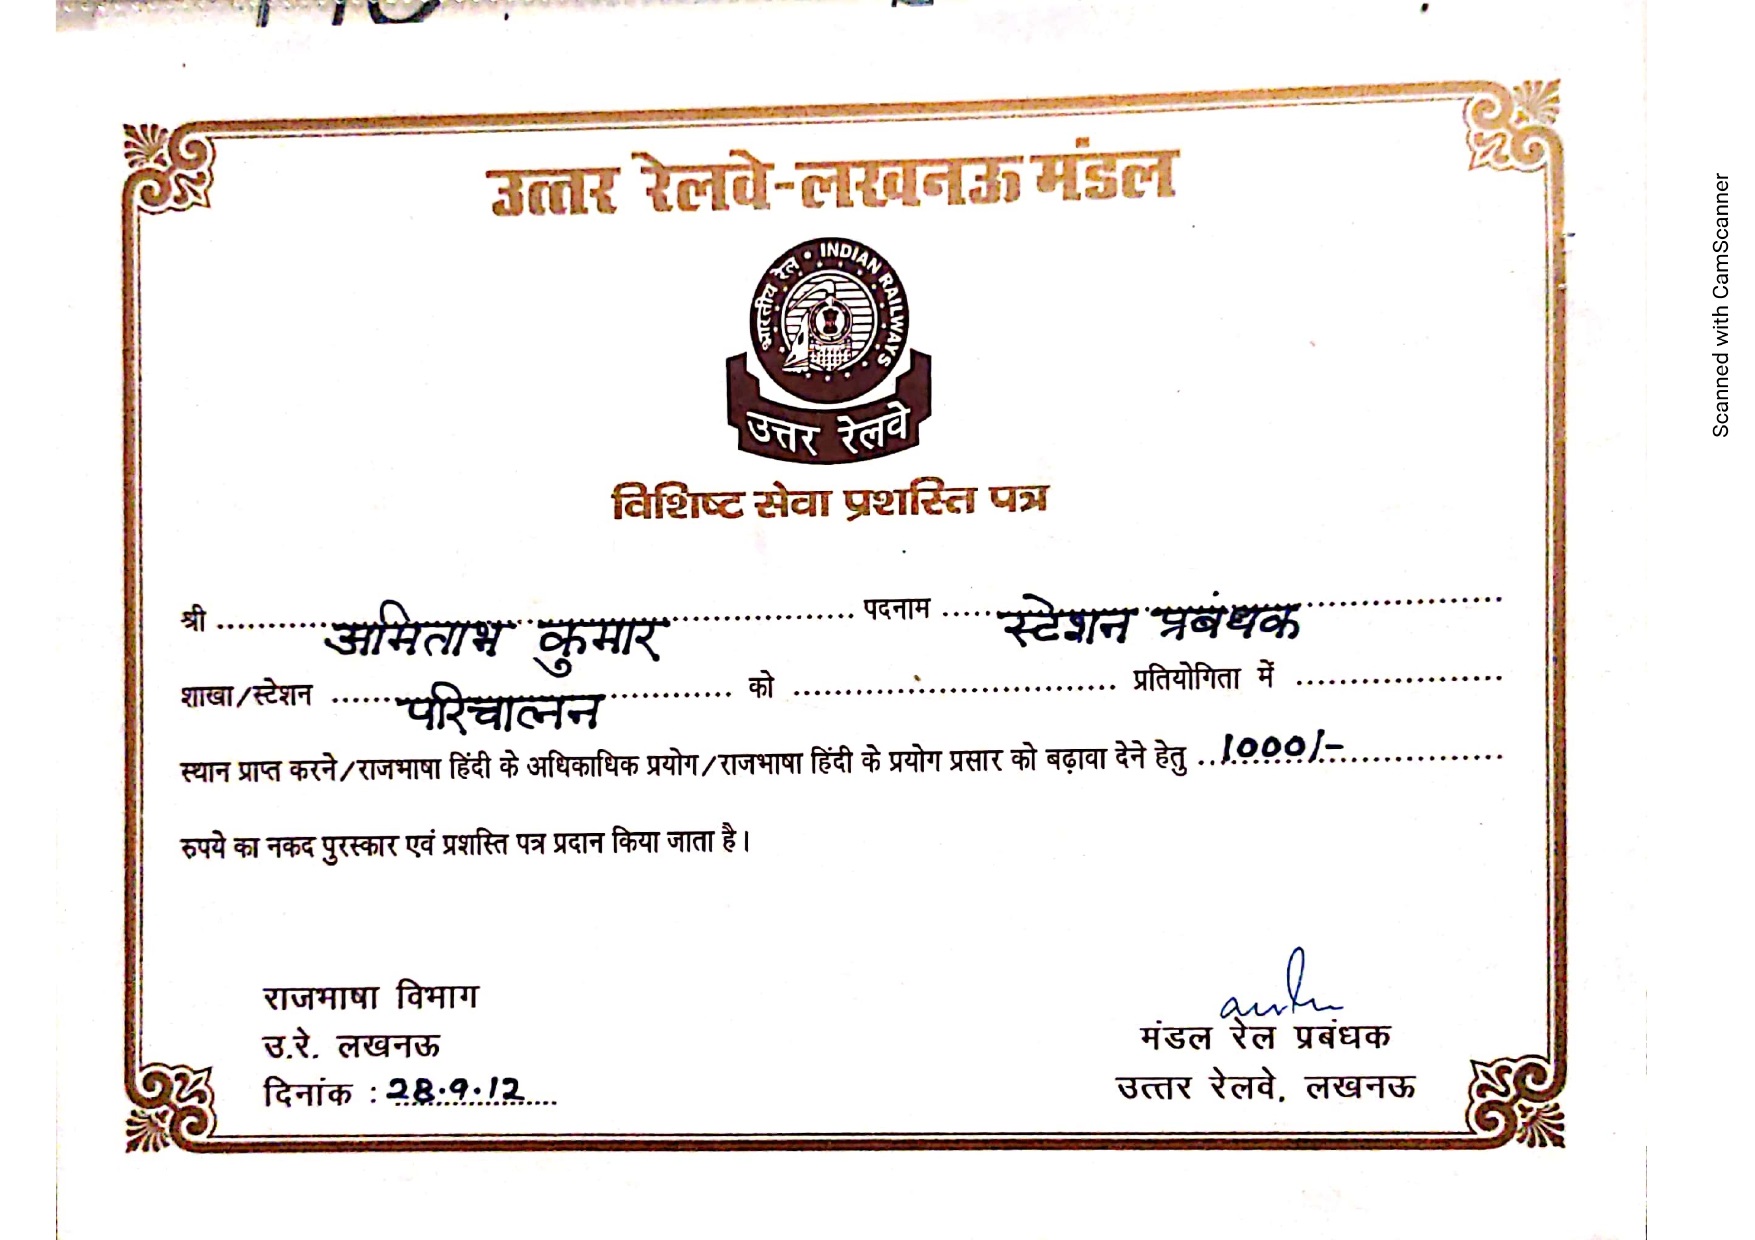 उत्तर रेलवे-लखनऊ मंडल
भारतीय रेल • INDIAN RAILWAYS
उत्तर रेलवे
विशिष्ट सेवा प्रशस्ति पत्र
श्री ........ अमिताभ कुमार ........ पदनाम ........ स्टेशन प्रबंधक ........
शाखा/स्टेशन ........ परिचालन ........ को ........ प्रतियोगिता में ........
स्थान प्राप्त करने/राजभाषा हिंदी के अधिकाधिक प्रयोग/राजभाषा हिंदी के प्रयोग प्रसार को बढ़ावा देने हेतु ..1000/-........
रुपये का नकद पुरस्कार एवं प्रशस्ति पत्र प्रदान किया जाता है।
राजभाषा विभाग
उ.रे. लखनऊ
दिनांक : 28.9.12
मंडल रेल प्रबंधक
उत्तर रेलवे, लखनऊ
Scanned with CamScanner